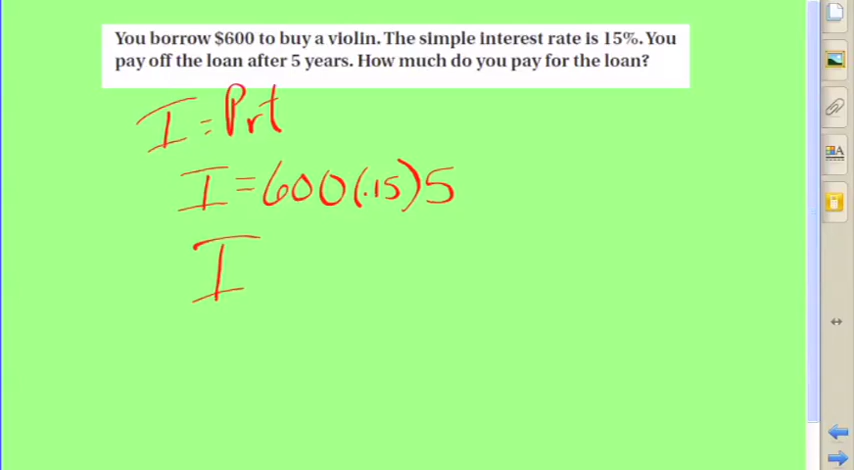 You borrow $600 to buy a violin. The simple interest rate is 15%. You
pay off the loan after 5 years. How much do you pay for the loan?
I = Prt
I = 600(.15)5
I